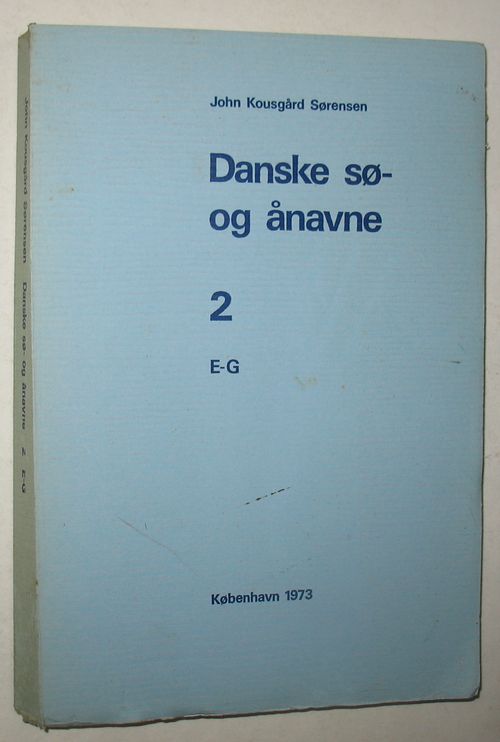 John Kousgård Sørensen
Danske sø-
og ånavne
2
E-G
København 1973
John Kousgård Sørensen Danske sø- og ånavne 2 E-G